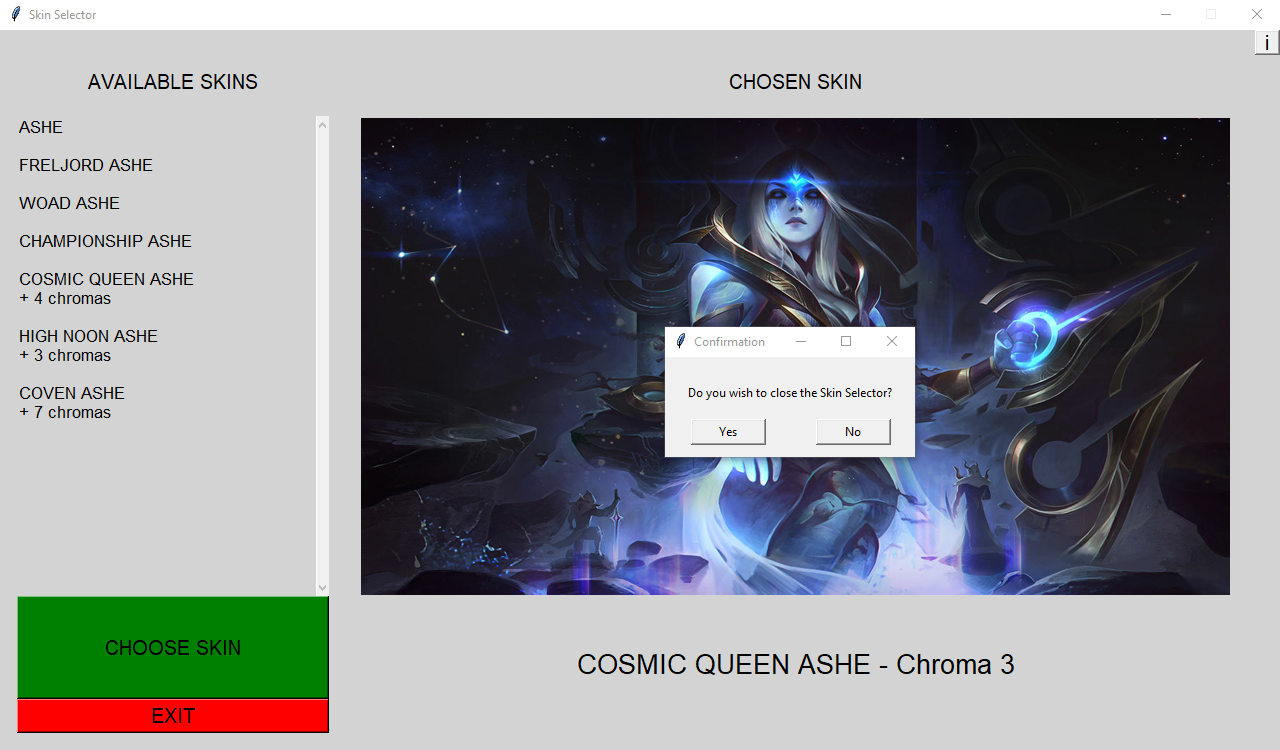 Skin Selector
i
AVAILABLE SKINS
CHOSEN SKIN
ASHE
FRELJORD ASHE
WOAD ASHE
CHAMPIONSHIP ASHE
COSMIC QUEEN ASHE
+ 4 chromas
HIGH NOON ASHE
+ 3 chromas
COVEN ASHE
+ 7 chromas
Confirmation
Do you wish to close the Skin Selector?
Yes
No
CHOOSE SKIN
EXIT
COSMIC QUEEN ASHE - Chroma 3